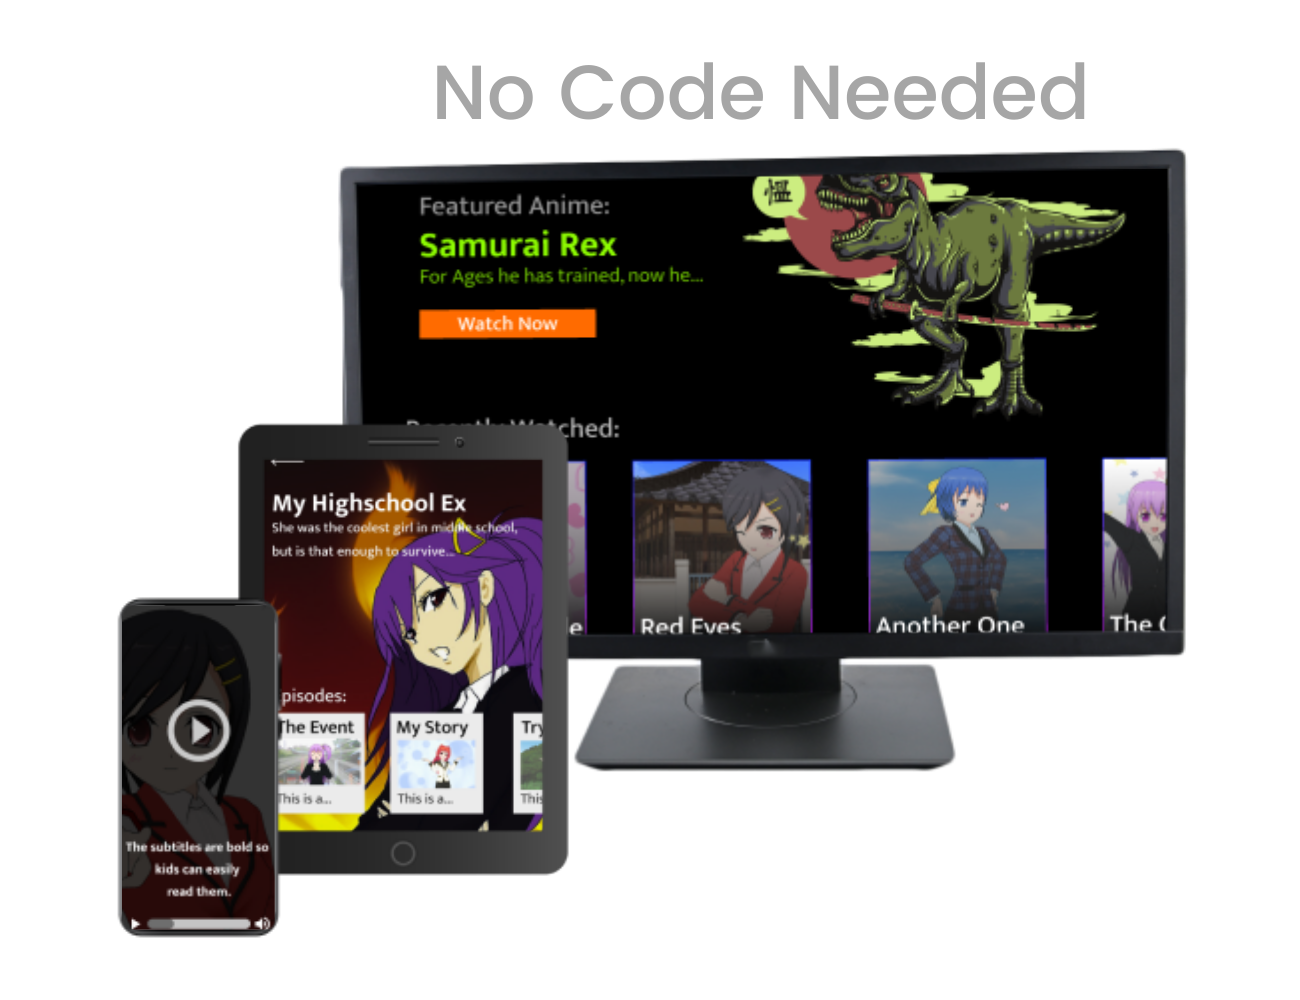 No Code Needed
Featured Anime:
Samurai Rex
For Ages he has trained, now he...
Watch Now
Watched:
Red Eyes
Another One
The
My Highschool Ex
She was the coolest girl in middle school,
but is that enough to survive...
pisodes:
The Event
My Story
Try
This is a...
This is a...
This
The subtitles are bold so
kids can easily
read them.